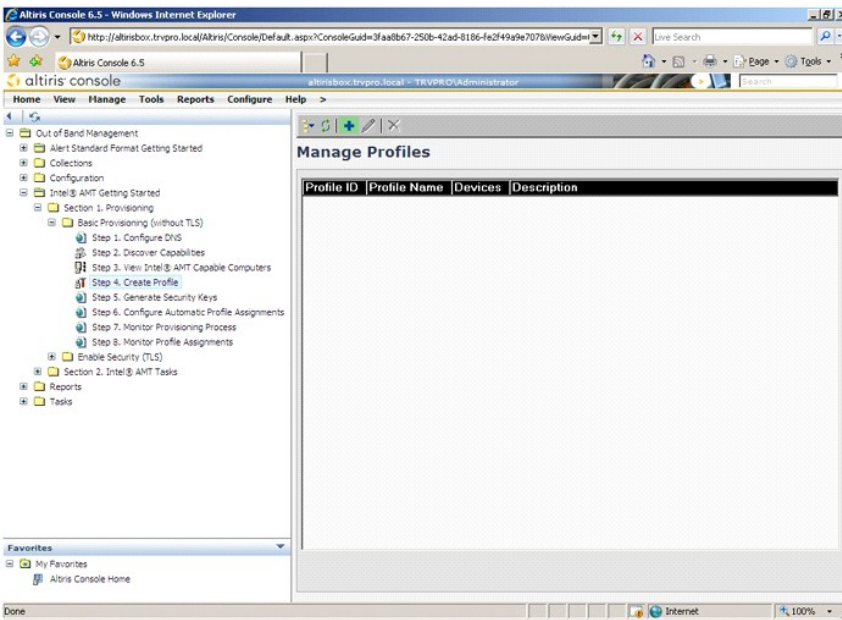 Altiris Console 6.5 - Windows Internet Explorer
http://altirisbox.trvpro.local/Altiris/Console/Default.aspx?ConsoleGuid=3faa8b67-250b-42ad-8186-fe2f49a9e707&ViewGuid=
Live Search
Altiris Console 6.5
Page
Tools
altiris console
altirisbox.trvpro.local - TRVPRO\Administrator
Search
Home View Manage Tools Reports Configure Help >
Out of Band Management
Alert Standard Format Getting Started
Collections
Configuration
Intel® AMT Getting Started
Section 1. Provisioning
Basic Provisioning (without TLS)
Step 1. Configure DNS
Step 2. Discover Capabilities
Step 3. View Intel® AMT Capable Computers
Step 4. Create Profile
Step 5. Generate Security Keys
Step 6. Configure Automatic Profile Assignments
Step 7. Monitor Provisioning Process
Step 8. Monitor Profile Assignments
Enable Security (TLS)
Section 2. Intel® AMT Tasks
Reports
Tasks
Manage Profiles
Profile ID Profile Name Devices Description
Favorites
My Favorites
Altiris Console Home
Done
Internet
100%